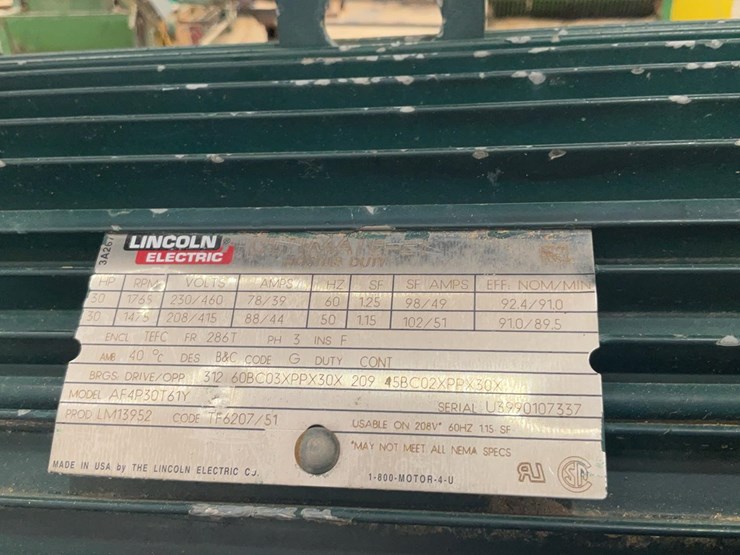 3A267
LINCOLN
ELECTRIC
DUTY
HP RPM VOLTS AMPS HZ SF SF AMPS EFF. NOM/MIN
30 1765 230/460 78/39 60 1.25 98/49 92.4/91.0
30 1475 208/415 88/44 50 1.15 102/51 91.0/89.5
ENCL TEFC FR 286T PH 3 INS F
AMB 40 °C DES B&C CODE G DUTY CONT
BRGS DRIVE/OPP 312 60BC03XPPX30X 209 45BC02XPPX30X
MODEL AF4P30T61Y SERIAL U3990107337
PROD LM13952 CODE TF6207/51 USABLE ON 208V* 60HZ 1.15 SF
*MAY NOT MEET ALL NEMA SPECS
MADE IN USA by THE LINCOLN ELECTRIC CO. 1-800-MOTOR-4-U